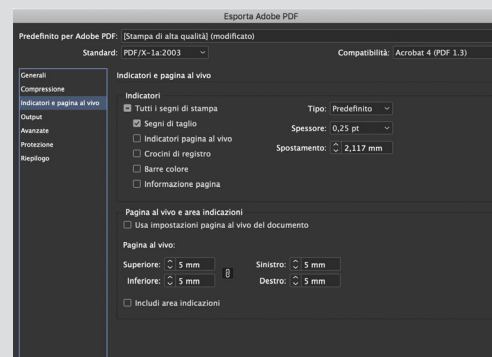 Esporta Adobe PDF
Predefinito per Adobe PDF: [Stampa di alta qualità] (modificato)
Standard: PDF/X-1a:2003 Compatibilità: Acrobat 4 (PDF 1.3)
Generali
Compressione
Indicatori e pagina al vivo
Output
Avanzate
Protezione
Riepilogo
Indicatori e pagina al vivo
Indicatori
Tutti i segni di stampa Tipo: Predefinito
Segni di taglio Spessore: 0,25 pt
Indicatori pagina al vivo Spostamento: 2,117 mm
Crocini di registro
Barre colore
Informazione pagina
Pagina al vivo e area indicazioni
Usa impostazioni pagina al vivo del documento
Pagina al vivo:
Superiore: 5 mm Sinistro: 5 mm
Inferiore: 5 mm Destro: 5 mm
Includi area indicazioni